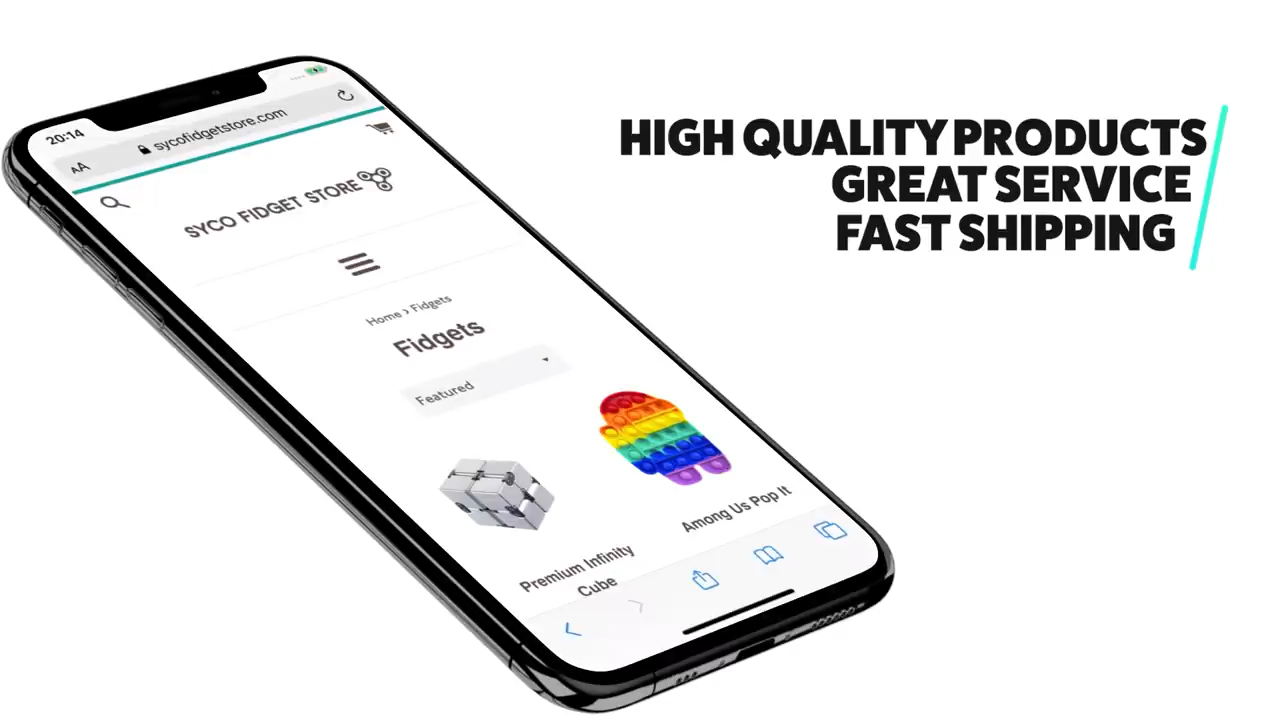 HIGH QUALITY PRODUCTS
GREAT SERVICE
FAST SHIPPING
20:14
AA
sycofidgetstore.com
SYCO FIDGET STORE
Home › Fidgets
Fidgets
Featured
Premium Infinity
Cube
Among Us Pop It